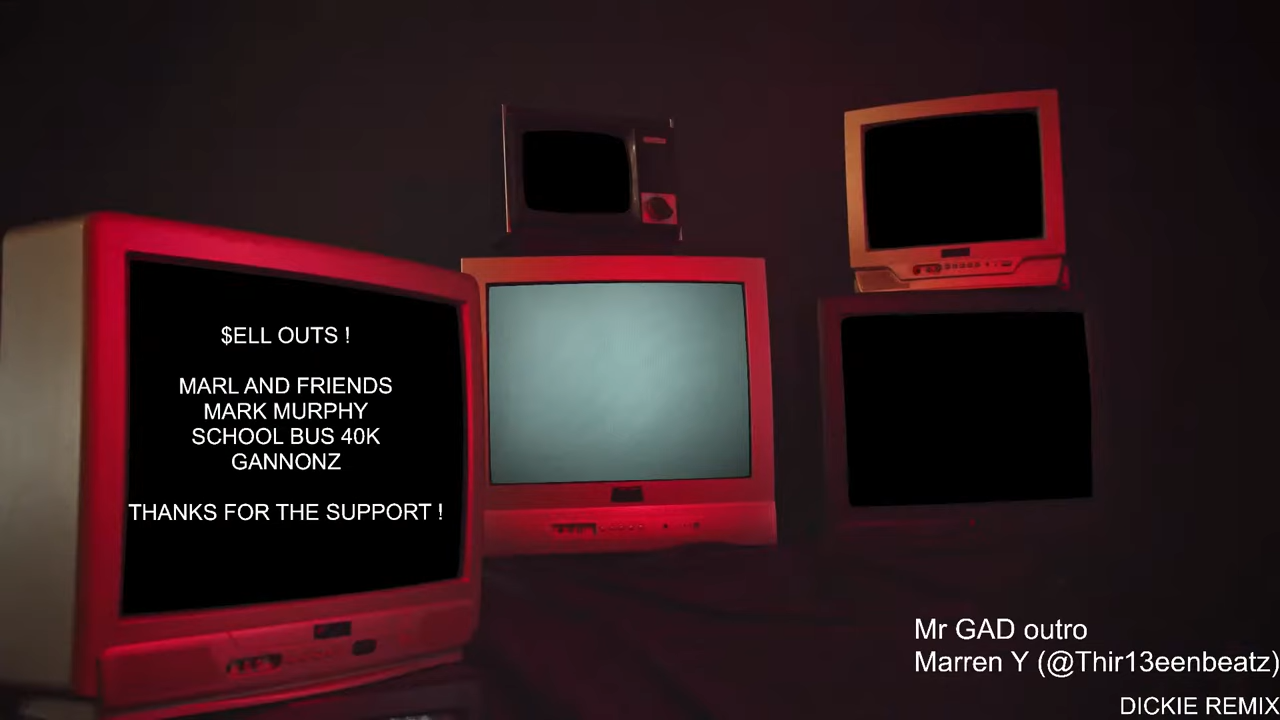 $ELL OUTS !
MARL AND FRIENDS
MARK MURPHY
SCHOOL BUS 40K
GANNONZ
THANKS FOR THE SUPPORT !
Mr GAD outro
Marren Y (@Thir13eenbeatz)
DICKIE REMIX